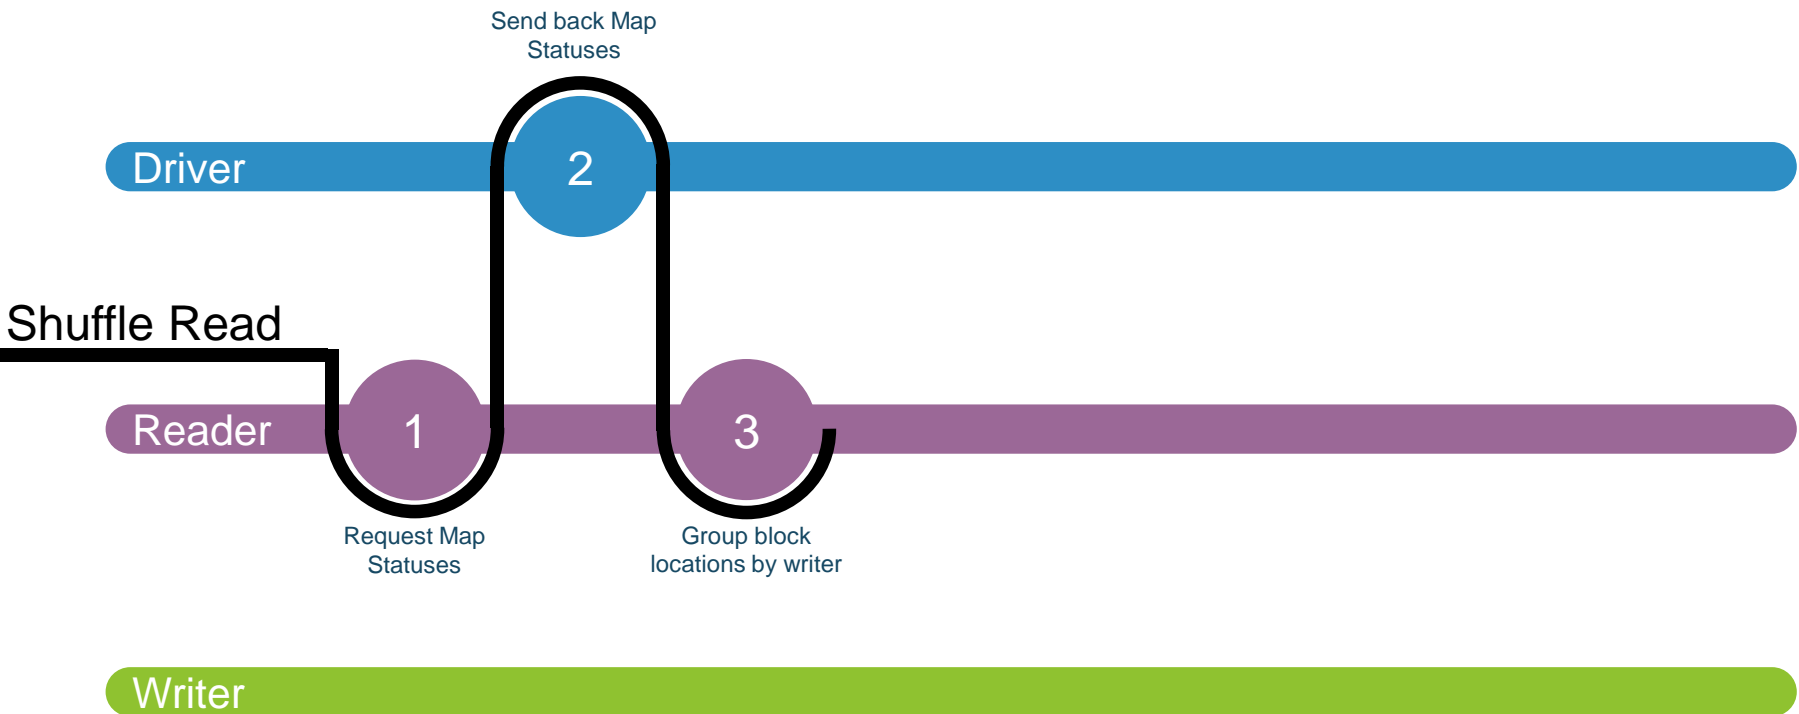 Send back Map
Statuses
Driver
2
Shuffle Read
Reader
1
3
Request Map
Statuses
Group block
locations by writer
Writer